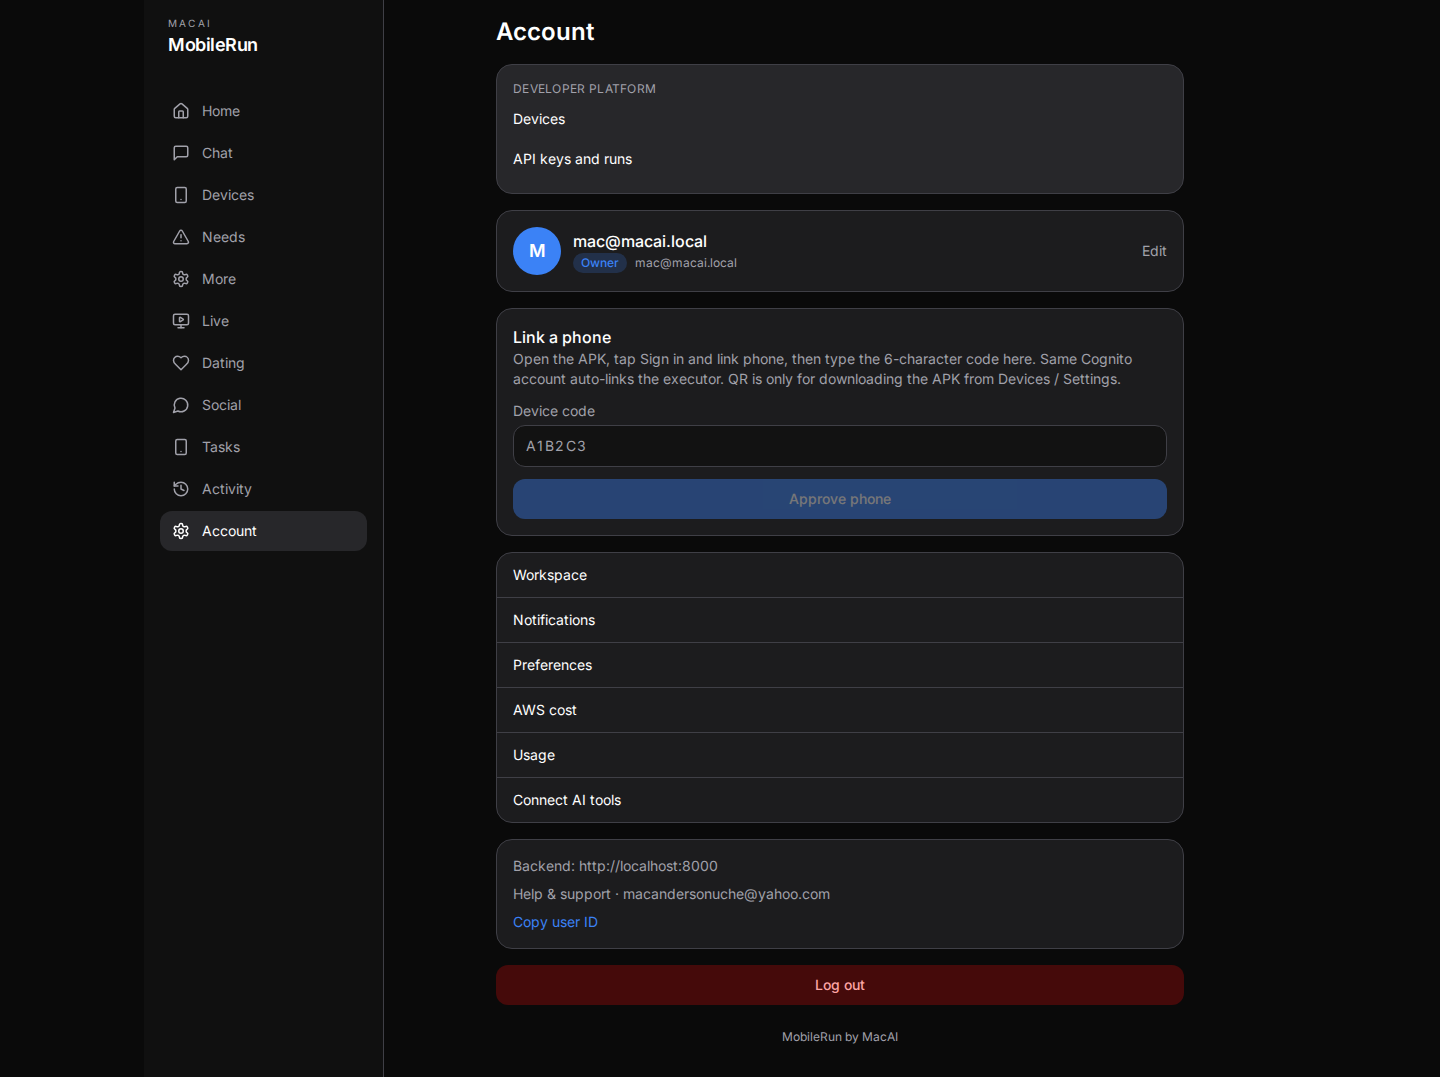 MACAI
MobileRun
Home
Chat
Devices
Needs
More
Live
Dating
Social
Tasks
Activity
Account
Account
DEVELOPER PLATFORM
Devices
API keys and runs
M
mac@macai.local
Owner mac@macai.local
Edit
Link a phone
Open the APK, tap Sign in and link phone, then type the 6-character code here. Same Cognito
account auto-links the executor. QR is only for downloading the APK from Devices / Settings.
Device code
A1B2C3
Approve phone
Workspace
Notifications
Preferences
AWS cost
Usage
Connect AI tools
Backend: http://localhost:8000
Help & support · macandersonuche@yahoo.com
Copy user ID
Log out
MobileRun by MacAI